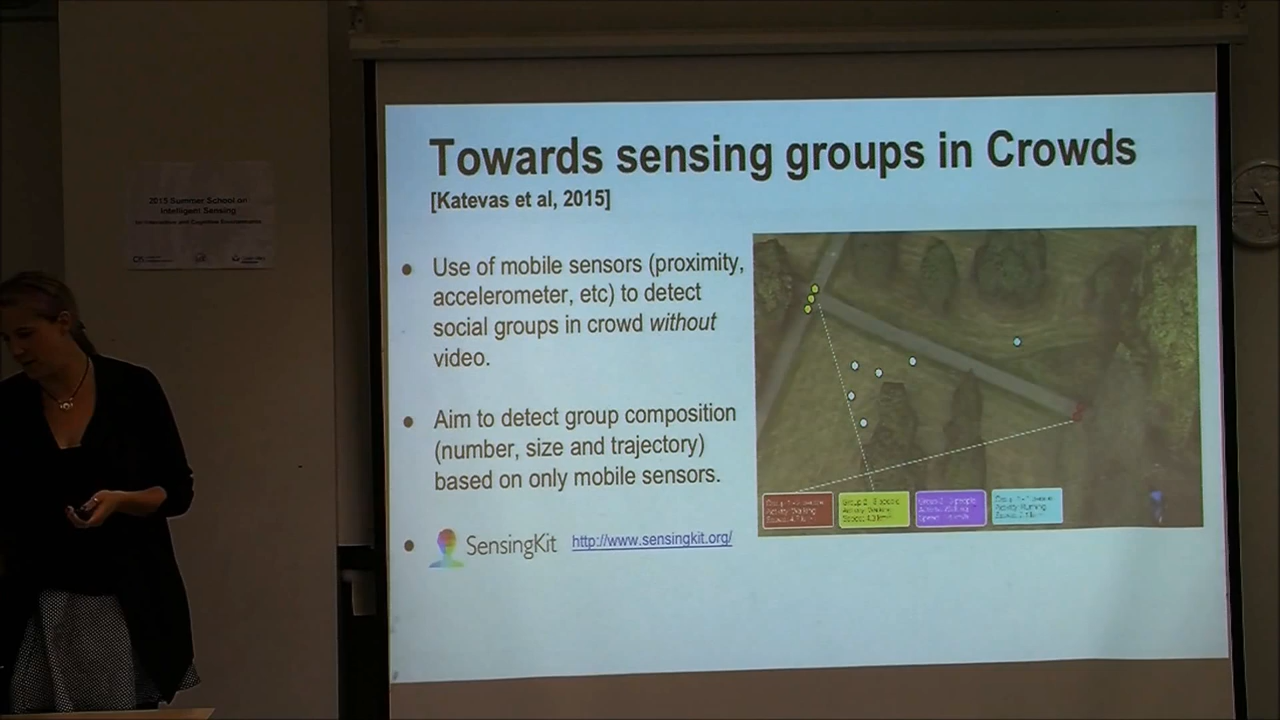 2015 Summer School on
Intelligent Sensing
Towards sensing groups in Crowds
[Katevas et al, 2015]
Use of mobile sensors (proximity,
accelerometer, etc) to detect
social groups in crowd without
video.
Aim to detect group composition
(number, size and trajectory)
based on only mobile sensors.
SensingKit http://www.sensingkit.org/